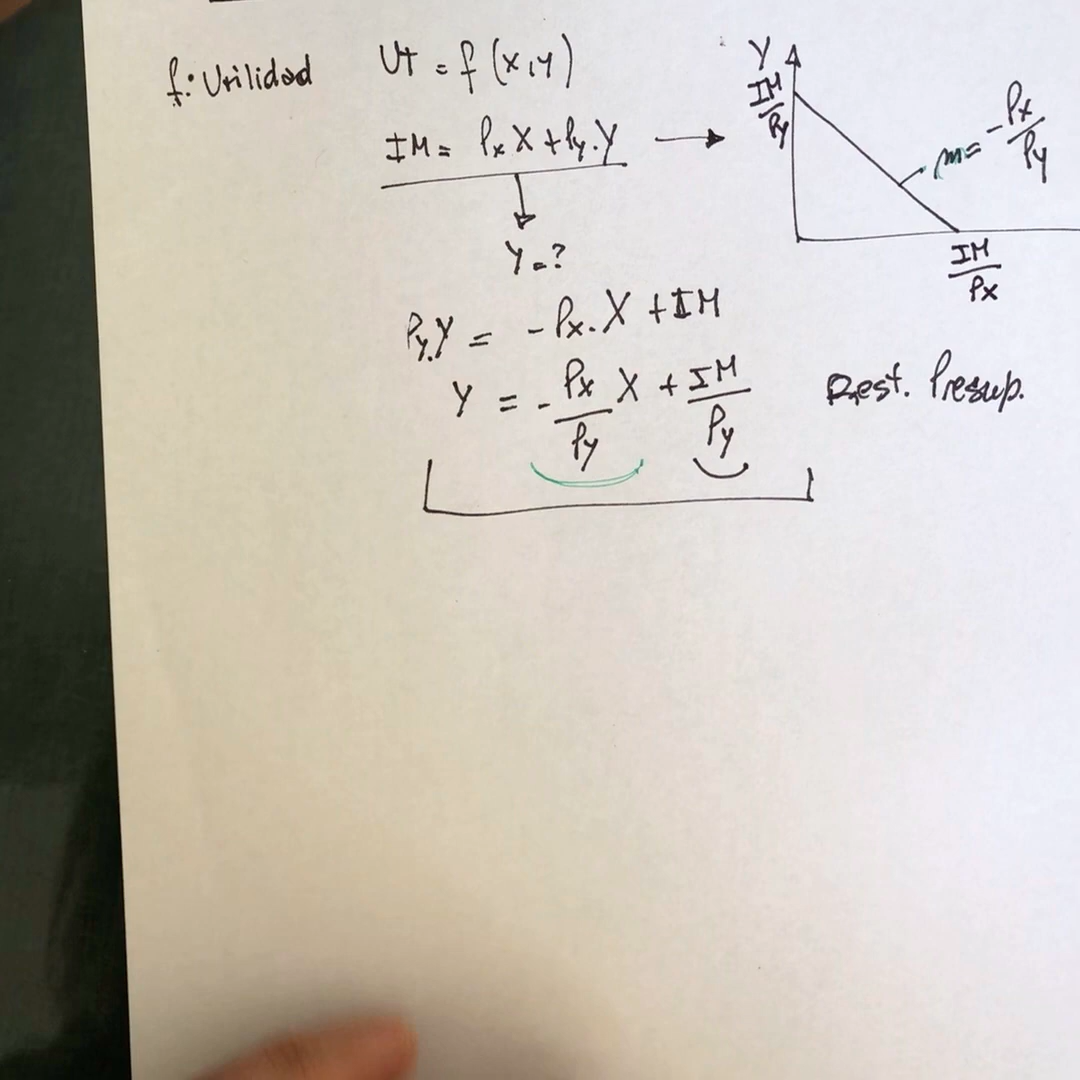 f: Utilidad UT = f (x,y)
IM = Px X + Py.Y
Y = ?
Py.Y = -Px.X + IM
Y = -Px/Py X + IM/Py Rest. Presup.
Y
IM/Py
m = -Px/Py
IM/Px